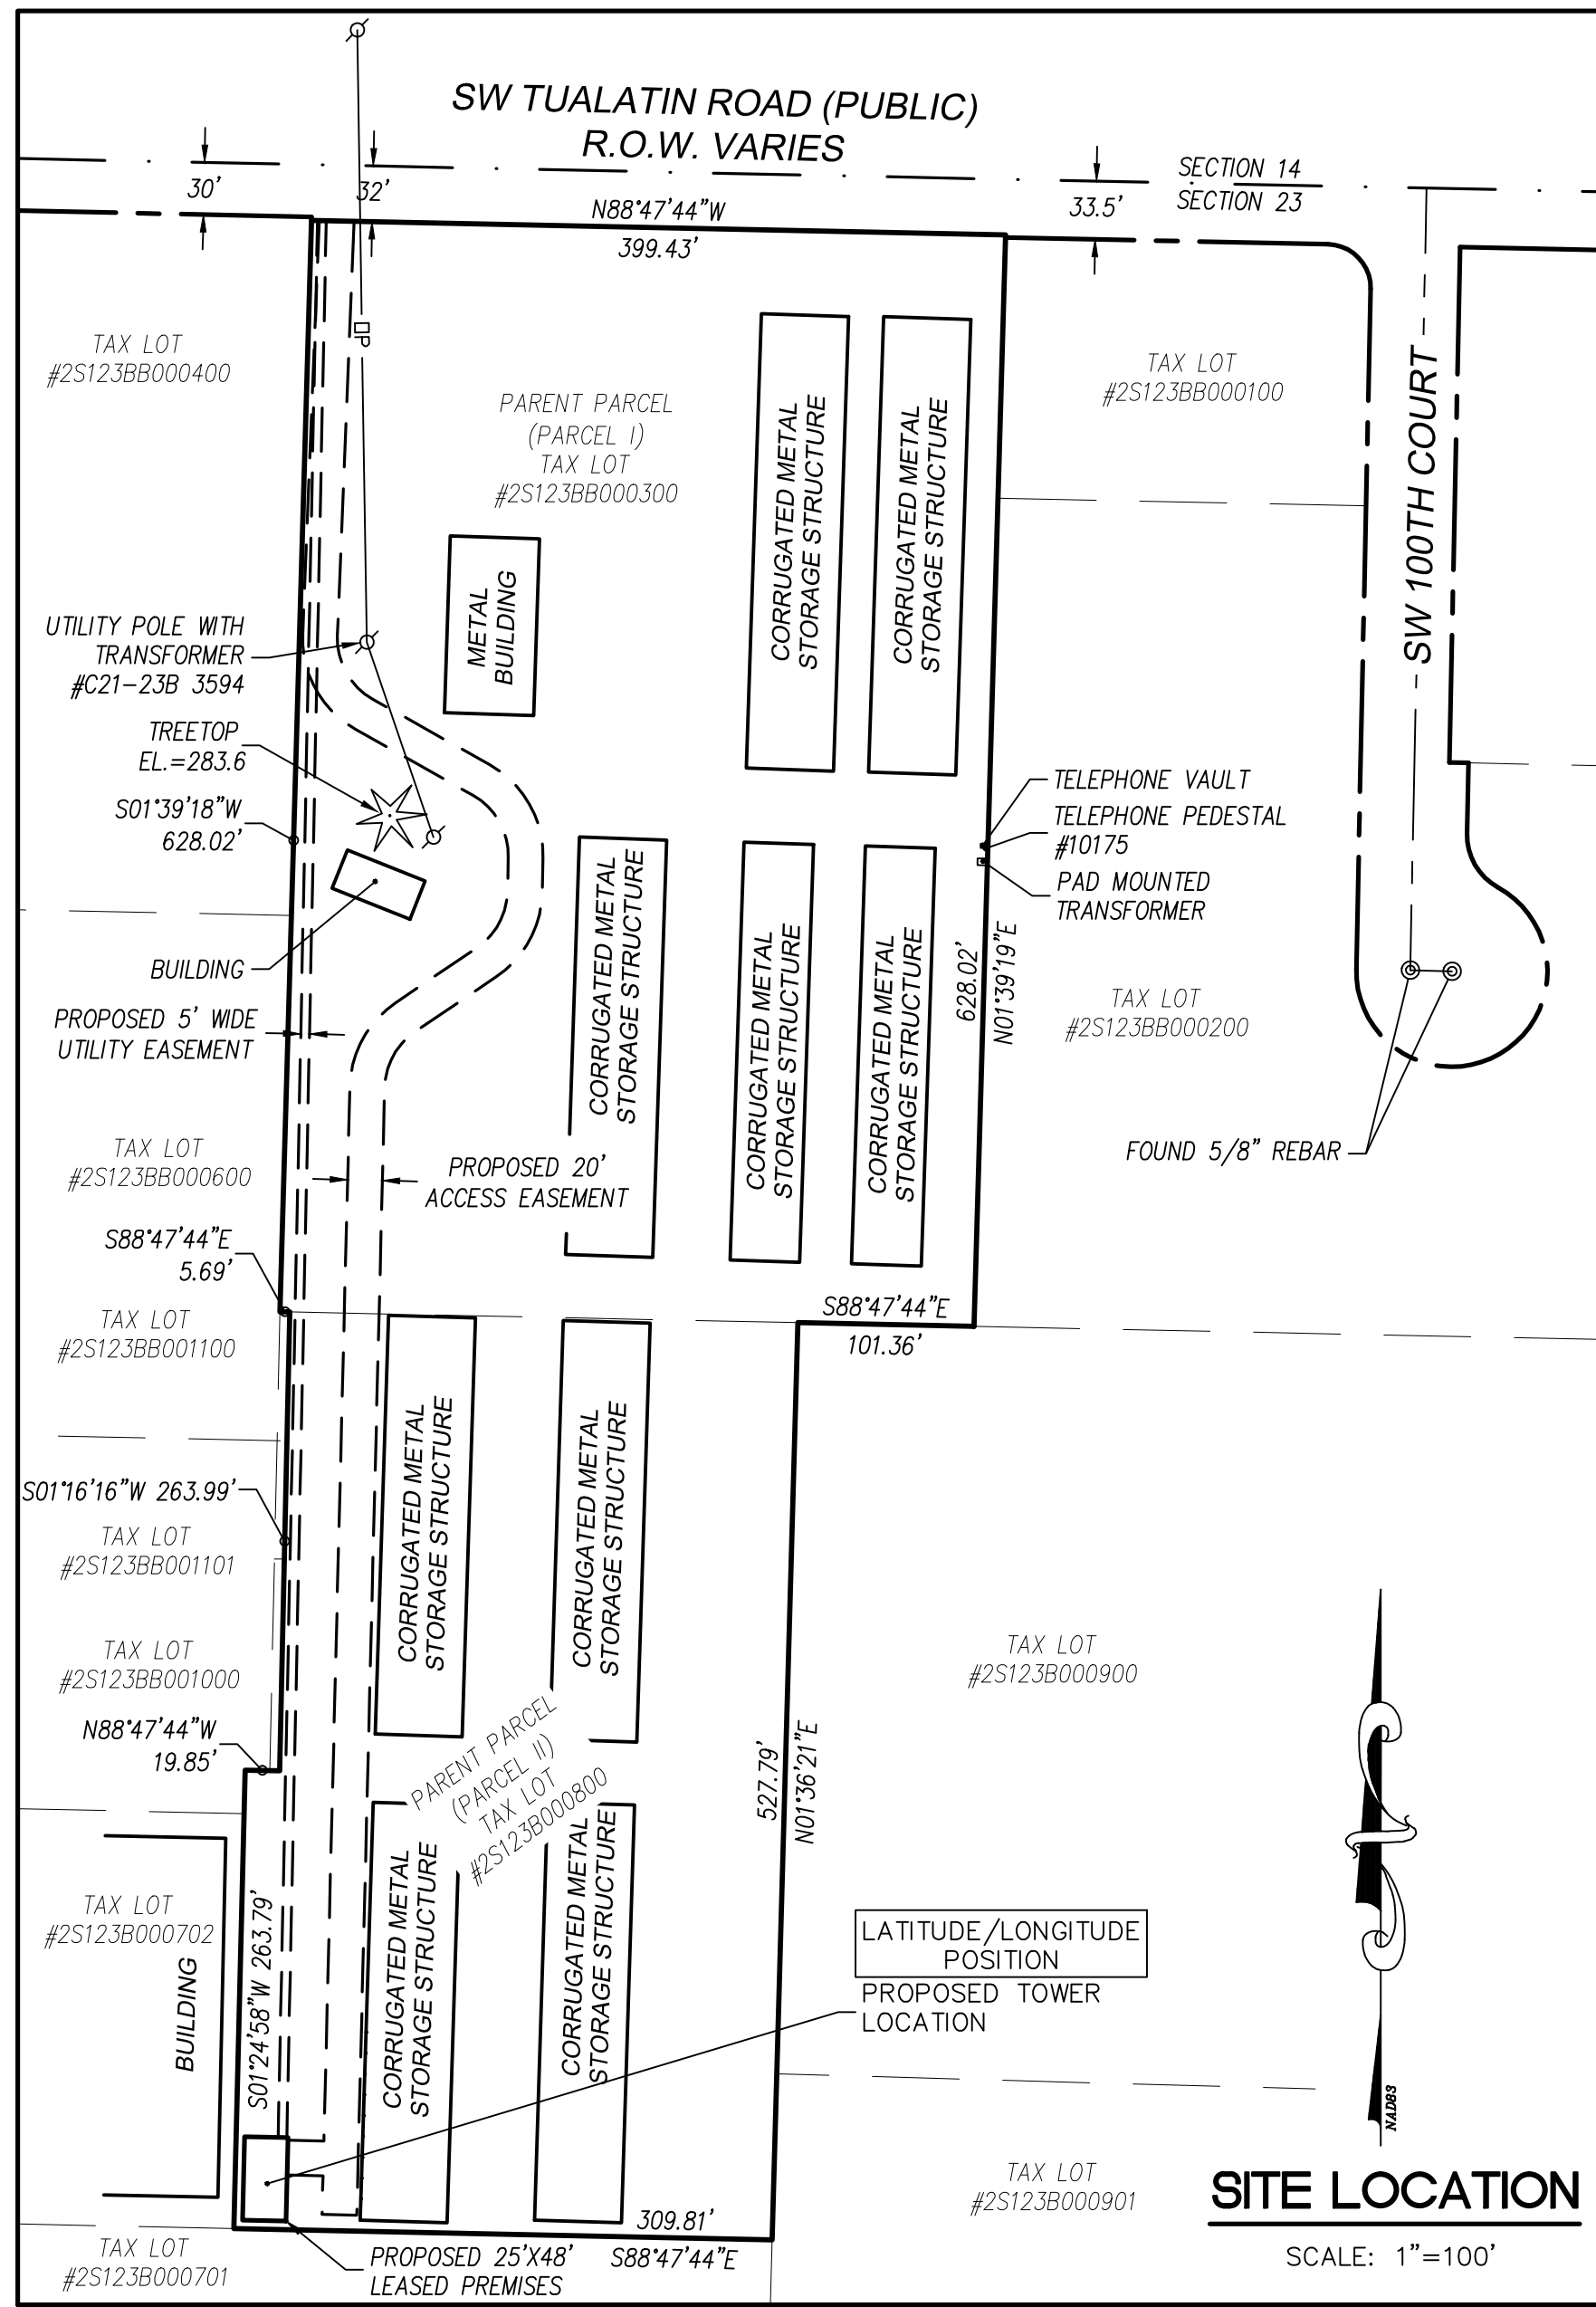 SW TUALATIN ROAD (PUBLIC)
R.O.W. VARIES
SECTION 14
SECTION 23
30'
32'
33.5'
N88°47'44"W
399.43'
TAX LOT
#2S123BB000400
PARENT PARCEL
(PARCEL I)
TAX LOT
#2S123BB000300
TAX LOT
#2S123BB000100
SW 100TH COURT
OP
CORRUGATED METAL
STORAGE STRUCTURE
CORRUGATED METAL
STORAGE STRUCTURE
METAL
BUILDING
UTILITY POLE WITH
TRANSFORMER
#C21-23B 3594
TREETOP
EL.=283.6
S01°39'18"W
628.02'
TELEPHONE VAULT
TELEPHONE PEDESTAL
#10175
PAD MOUNTED
TRANSFORMER
BUILDING
PROPOSED 5' WIDE
UTILITY EASEMENT
CORRUGATED METAL
STORAGE STRUCTURE
CORRUGATED METAL
STORAGE STRUCTURE
CORRUGATED METAL
STORAGE STRUCTURE
628.02'
N01°39'19"E
TAX LOT
#2S123BB000200
FOUND 5/8" REBAR
TAX LOT
#2S123BB000600
PROPOSED 20'
ACCESS EASEMENT
S88°47'44"E
5.69'
TAX LOT
#2S123BB001100
S88°47'44"E
101.36'
CORRUGATED METAL
STORAGE STRUCTURE
CORRUGATED METAL
STORAGE STRUCTURE
S01°16'16"W 263.99'
TAX LOT
#2S123BB001101
TAX LOT
#2S123BB001000
N88°47'44"W
19.85'
TAX LOT
#2S123B000900
527.79'
N01°36'21"E
PARENT PARCEL
(PARCEL II)
TAX LOT
#2S123B000800
TAX LOT
#2S123B000702
BUILDING
S01°24'58"W 263.79'
CORRUGATED METAL
STORAGE STRUCTURE
CORRUGATED METAL
STORAGE STRUCTURE
LATITUDE/LONGITUDE
POSITION
PROPOSED TOWER
LOCATION
NAD83
TAX LOT
#2S123B000901
309.81'
S88°47'44"E
TAX LOT
#2S123B000701
PROPOSED 25'X48'
LEASED PREMISES
SITE LOCATION
SCALE: 1"=100'